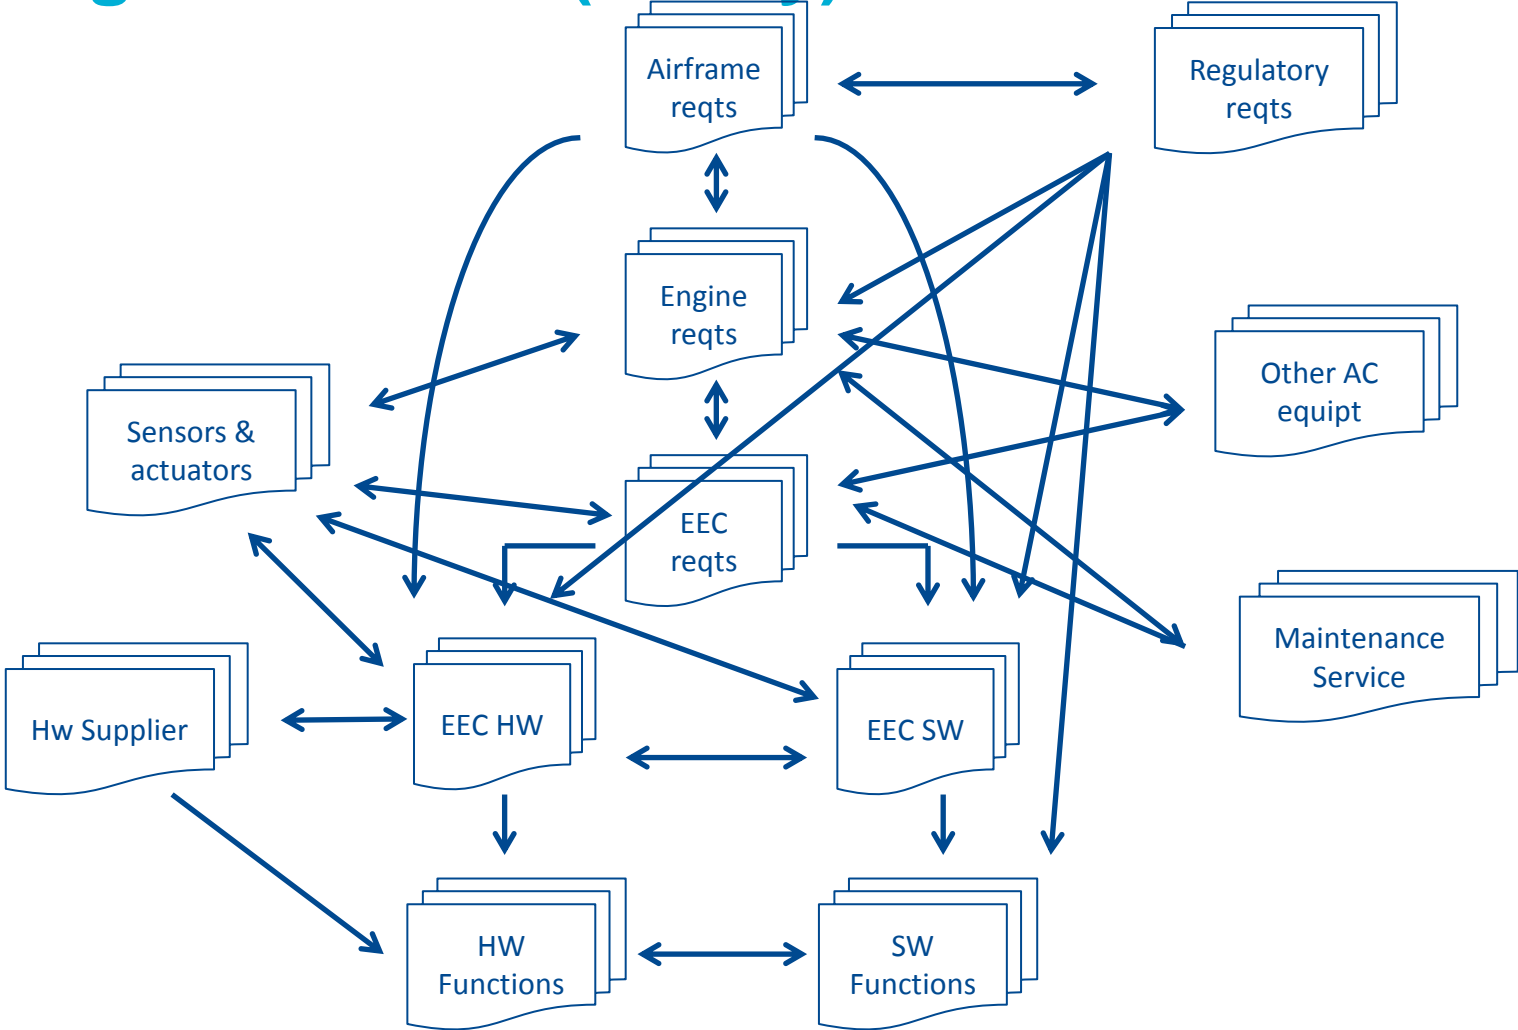 Airframe
reqts
Regulatory
reqts
Engine
reqts
Other AC
equipt
Sensors &
actuators
EEC
reqts
Maintenance
Service
Hw Supplier
EEC HW
EEC SW
HW
Functions
SW
Functions